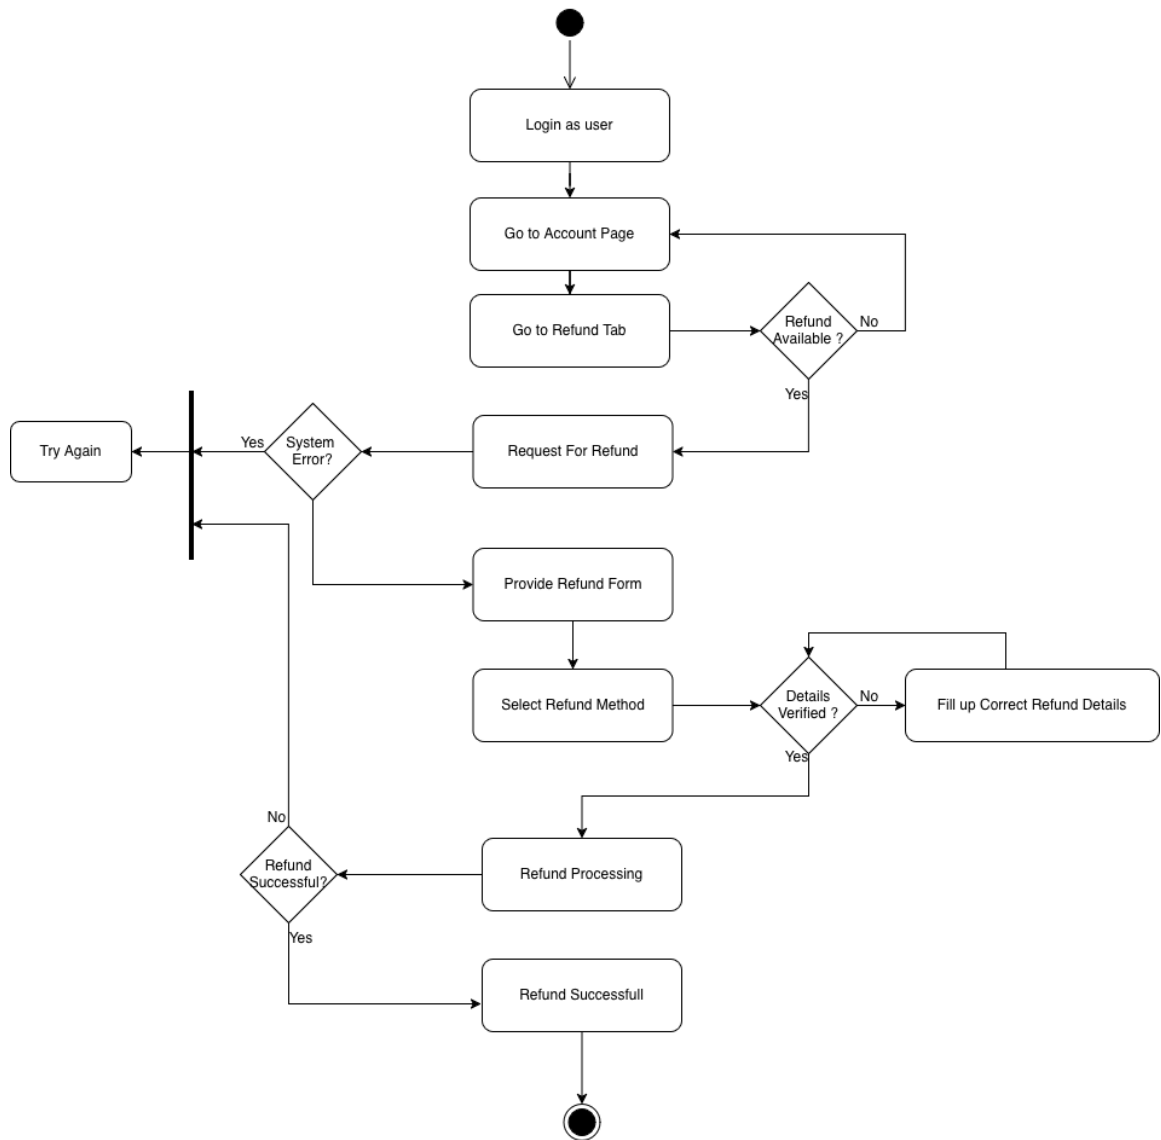 Login as user
Go to Account Page
Go to Refund Tab
Refund
Available ?
No
Yes
Try Again
Yes
System
Error?
Request For Refund
Provide Refund Form
Select Refund Method
Details
Verified ?
No
Fill up Correct Refund Details
Yes
No
Refund
Successful?
Refund Processing
Yes
Refund Successfull